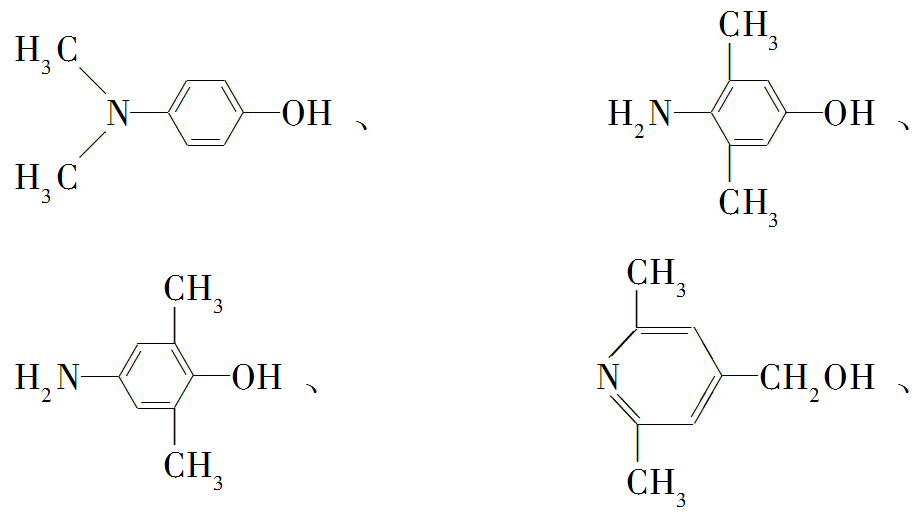 H₃C
CH₃
N
OH 、
H₂N
OH 、
H₃C
CH₃
CH₃
CH₃
H₂N
OH 、
N
CH₂OH 、
CH₃
CH₃